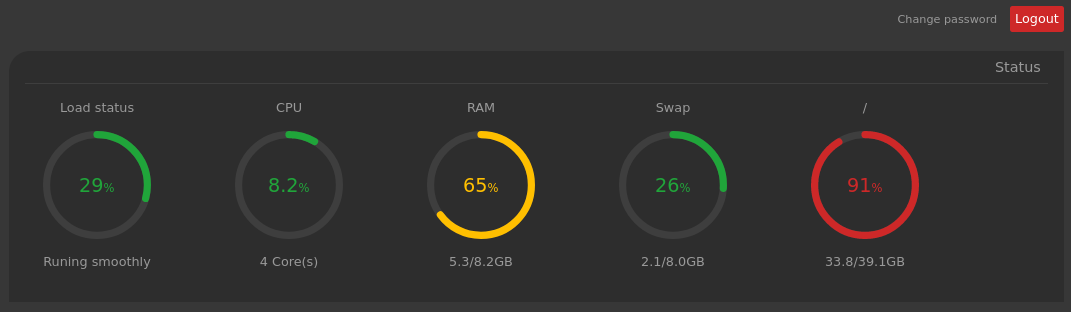 Change password Logout
Status
Load status CPU RAM Swap /
29% 8.2% 65% 26% 91%
Runing smoothly 4 Core(s) 5.3/8.2GB 2.1/8.0GB 33.8/39.1GB